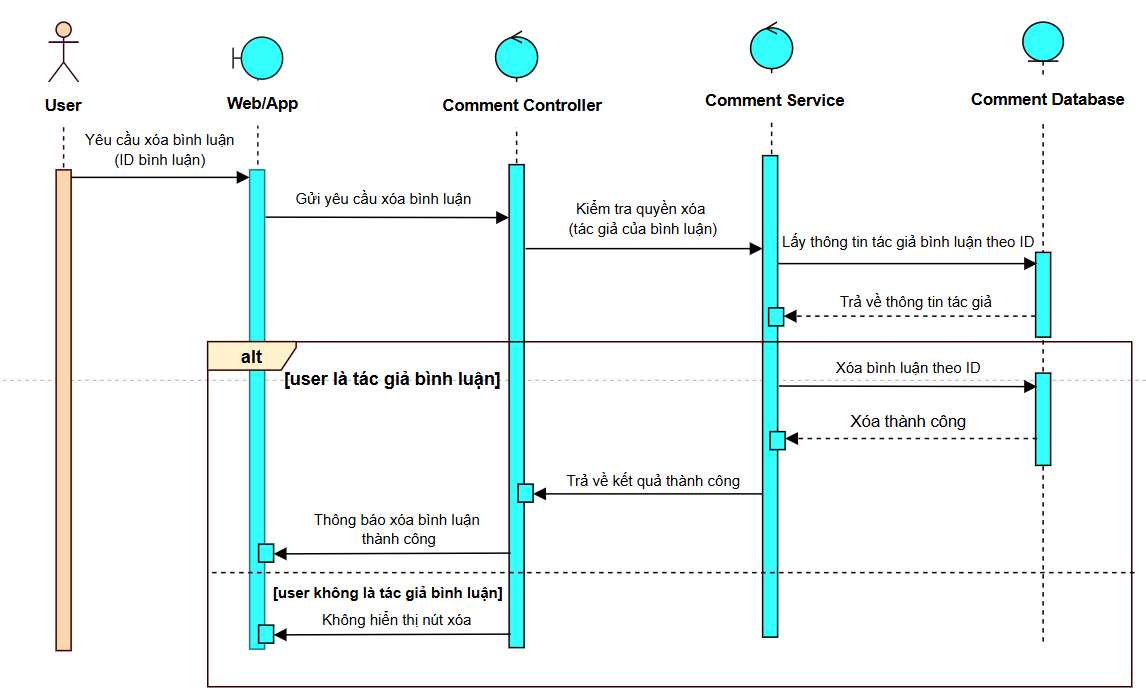 User
Web/App
Comment Controller
Comment Service
Comment Database
Yêu cầu xóa bình luận
(ID bình luận)
Gửi yêu cầu xóa bình luận
Kiểm tra quyền xóa
(tác giả của bình luận)
Lấy thông tin tác giả bình luận theo ID
Trả về thông tin tác giả
alt
[user là tác giả bình luận]
Xóa bình luận theo ID
Xóa thành công
Trả về kết quả thành công
Thông báo xóa bình luận
thành công
[user không là tác giả bình luận]
Không hiển thị nút xóa